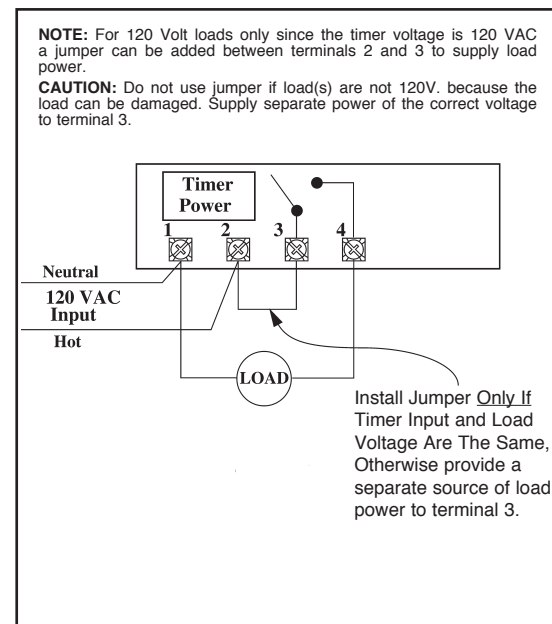 NOTE: For 120 Volt loads only since the timer voltage is 120 VAC
a jumper can be added between terminals 2 and 3 to supply load
power.
CAUTION: Do not use jumper if load(s) are not 120V. because the
load can be damaged. Supply separate power of the correct voltage
to terminal 3.
Timer
Power
1 2 3 4
Neutral
120 VAC
Input
Hot
LOAD
Install Jumper Only If
Timer Input and Load
Voltage Are The Same,
Otherwise provide a
separate source of load
power to terminal 3.